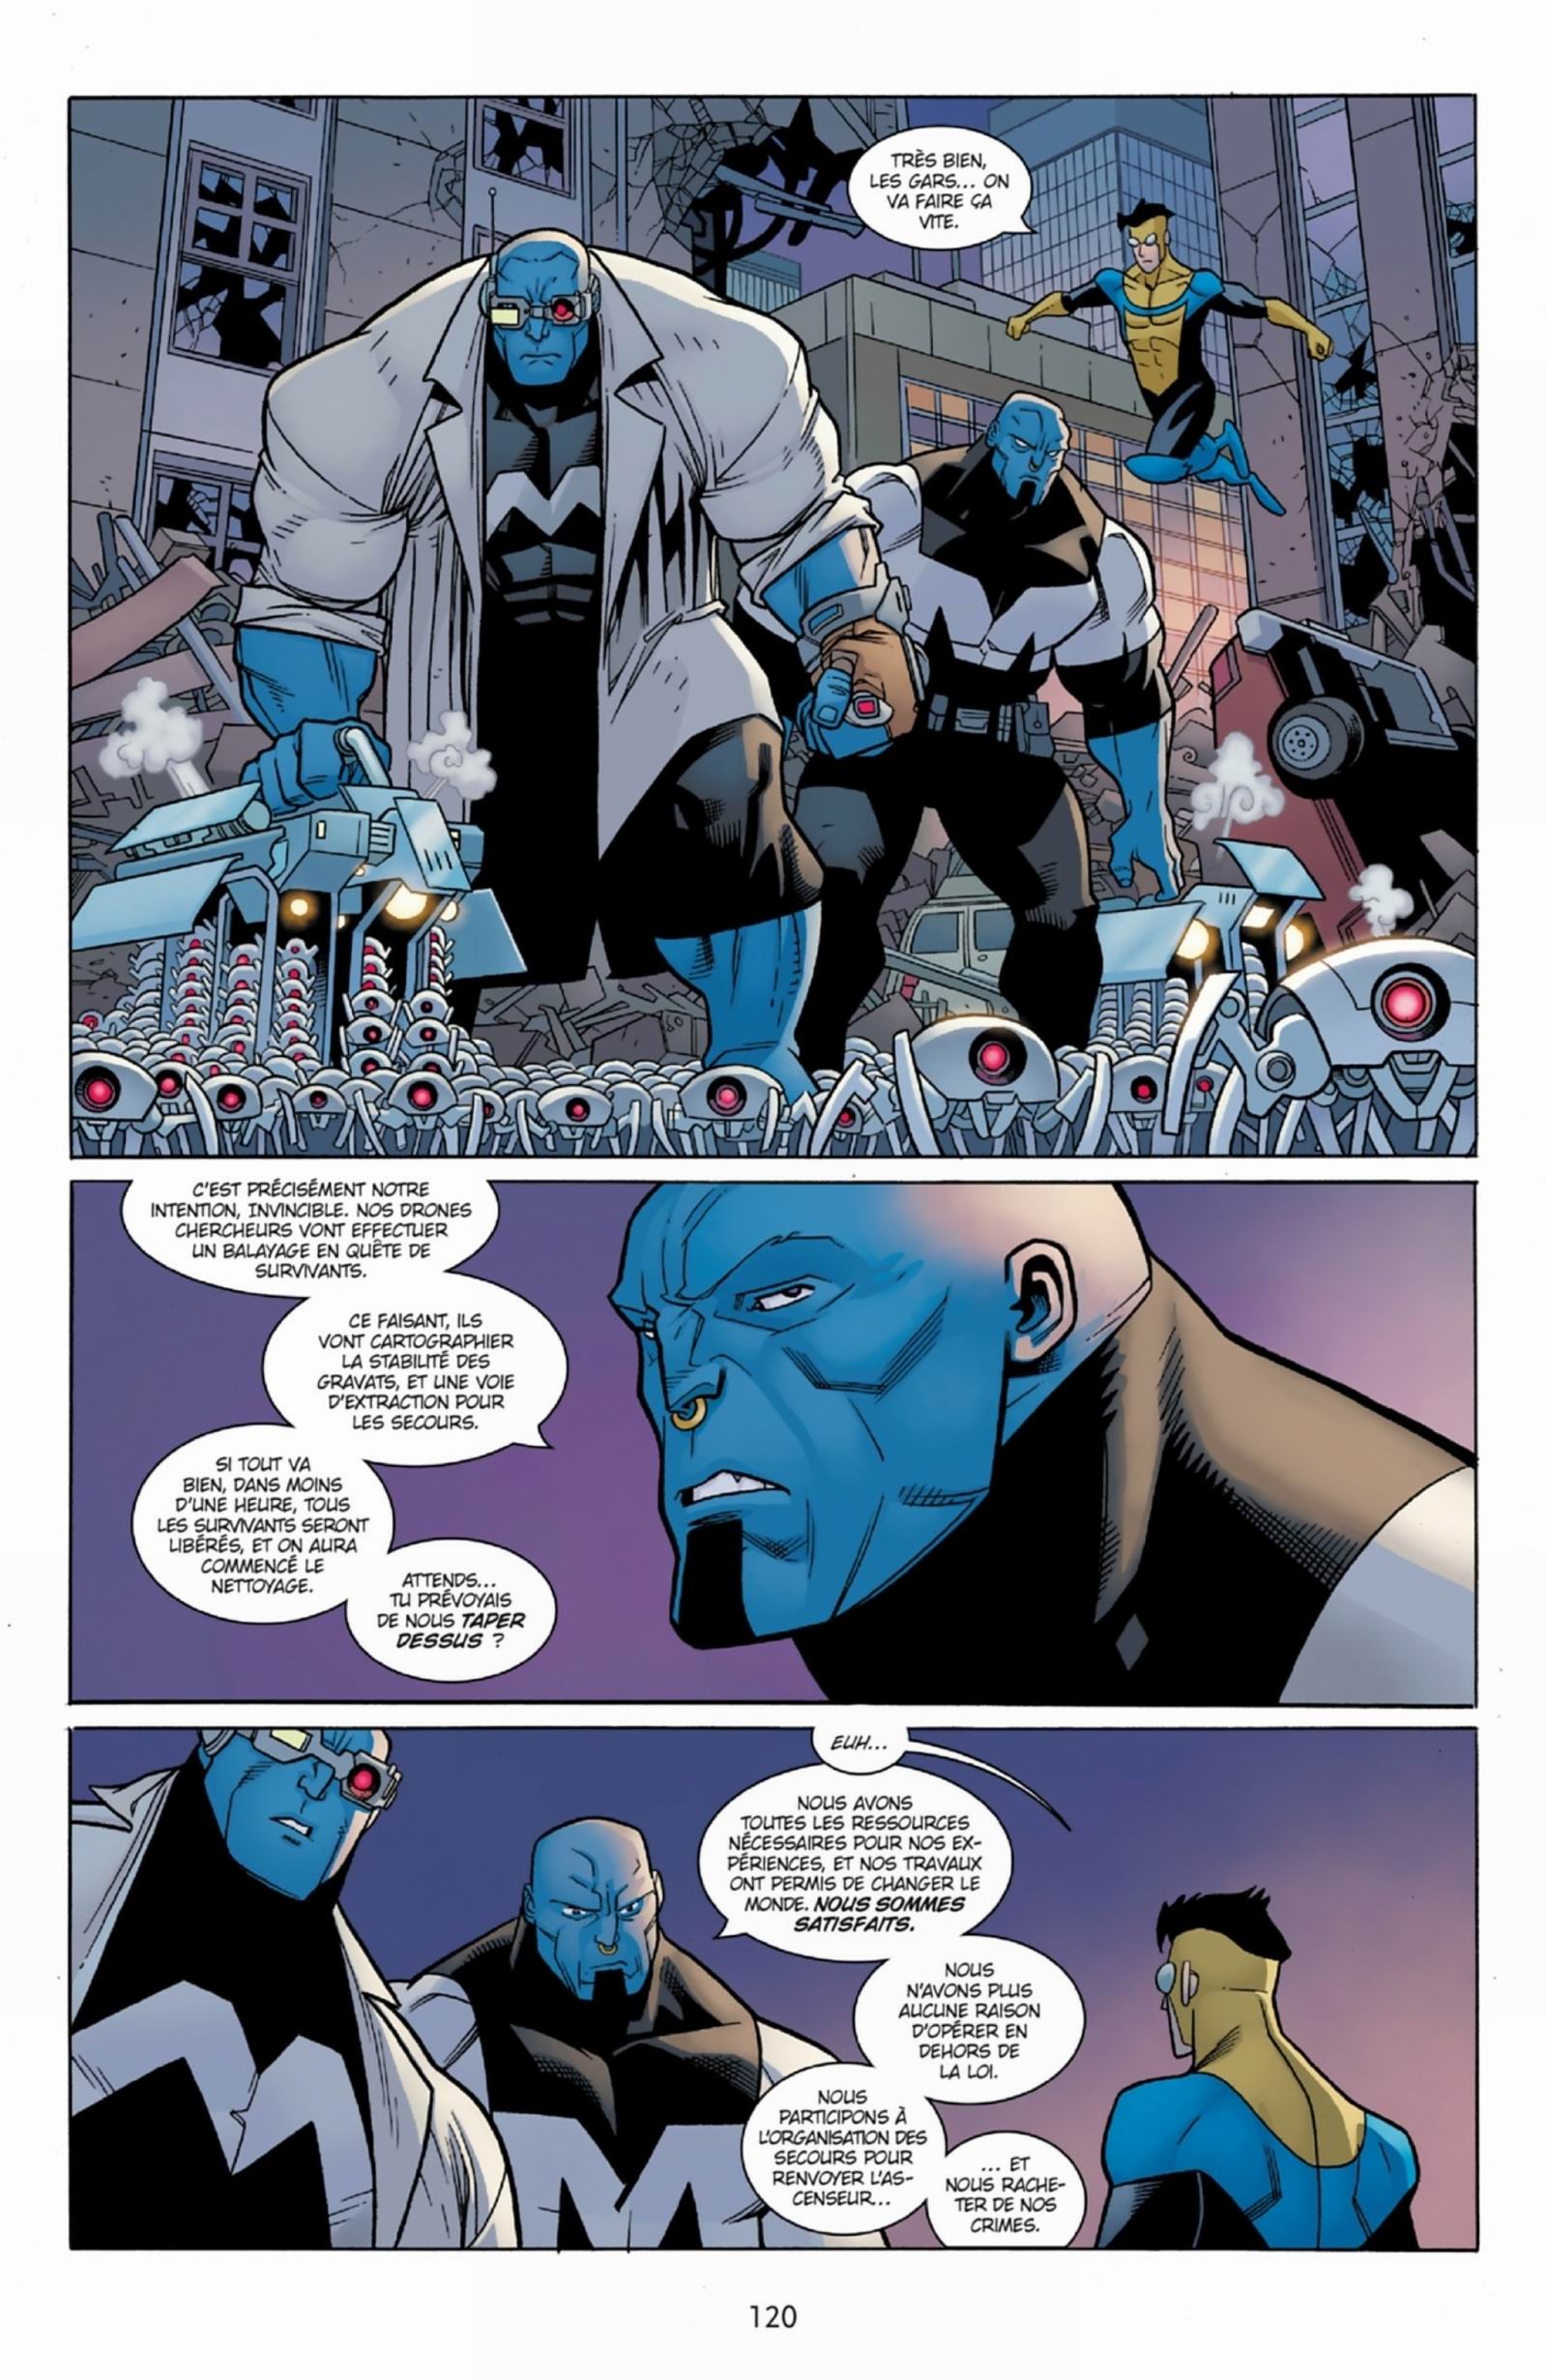 TRÈS BIEN,
LES GARS... ON
VA FAIRE ÇA
VITE.
C'EST PRÉCISÉMENT NOTRE
INTENTION, INVINCIBLE. NOS DRONES
CHERCHEURS VONT EFFECTUER
UN BALAYAGE EN QUÊTE DE
SURVIVANTS.
CE FAISANT, ILS
VONT CARTOGRAPHIER
LA STABILITÉ DES
GRAVATS, ET UNE VOIE
D'EXTRACTION POUR
LES SECOURS.
SI TOUT VA
BIEN, DANS MOINS
D'UNE HEURE, TOUS
LES SURVIVANTS SERONT
LIBÉRÉS, ET ON AURA
COMMENCÉ LE
NETTOYAGE.
ATTENDS...
TU PRÉVOYAIS
DE NOUS TAPER
DESSUS ?
EUH...
NOUS AVONS
TOUTES LES RESSOURCES
NÉCESSAIRES POUR NOS EX-
PÉRIENCES, ET NOS TRAVAUX
ONT PERMIS DE CHANGER LE
MONDE. NOUS SOMMES
SATISFAITS.
NOUS
N'AVONS PLUS
AUCUNE RAISON
D'OPÉRER EN
DEHORS DE
LA LOI.
NOUS
PARTICIPONS À
L'ORGANISATION DES
SECOURS POUR
RENVOYER L'AS-
CENSEUR...
... ET
NOUS RACHE-
TER DE NOS
CRIMES.
120